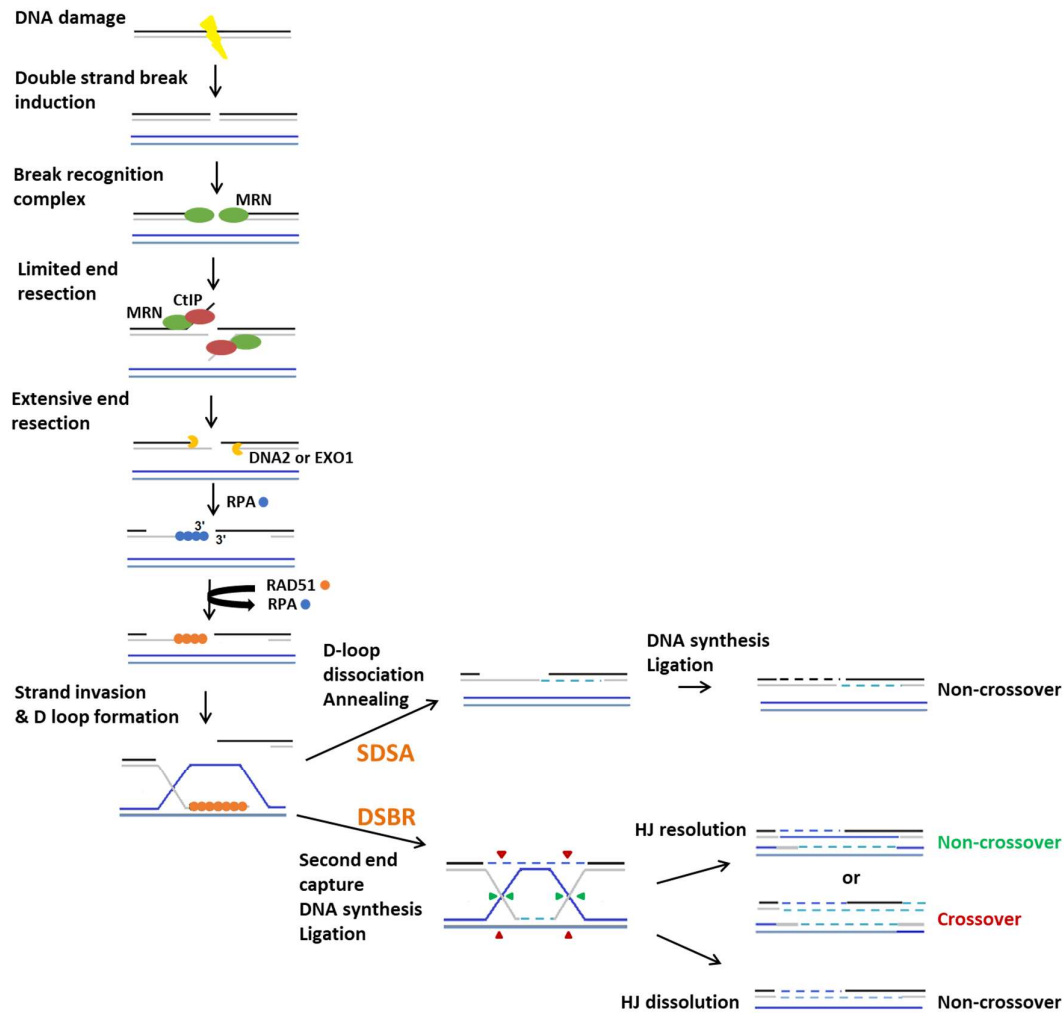 DNA damage
Double strand break
induction
Break recognition
complex
MRN
Limited end
resection
CtIP
MRN
Extensive end
resection
DNA2 or EXO1
RPA
3'
3'
RAD51
RPA
Strand invasion
& D loop formation
D-loop
dissociation
Annealing
SDSA
DNA synthesis
Ligation
Non-crossover
DSBR
Second end
capture
DNA synthesis
Ligation
HJ resolution
Non-crossover
or
Crossover
HJ dissolution
Non-crossover